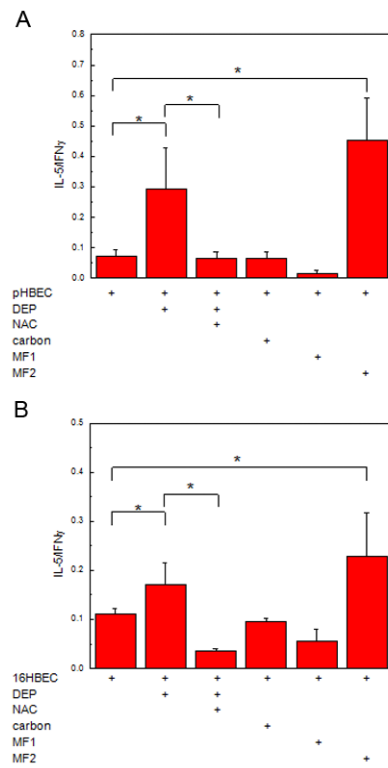 A
0.8
0.7
0.6
0.5
0.4
0.3
0.2
0.1
0.0
IL-5/IFNγ
*
* *
pHBEC + + + + + +
DEP + +
NAC +
carbon +
MF1 +
MF2 +
B
0.5
0.4
0.3
0.2
0.1
0.0
IL-5/IFNγ
*
*
*
16HBEC + + + + + +
DEP + +
NAC +
carbon +
MF1 +
MF2 +